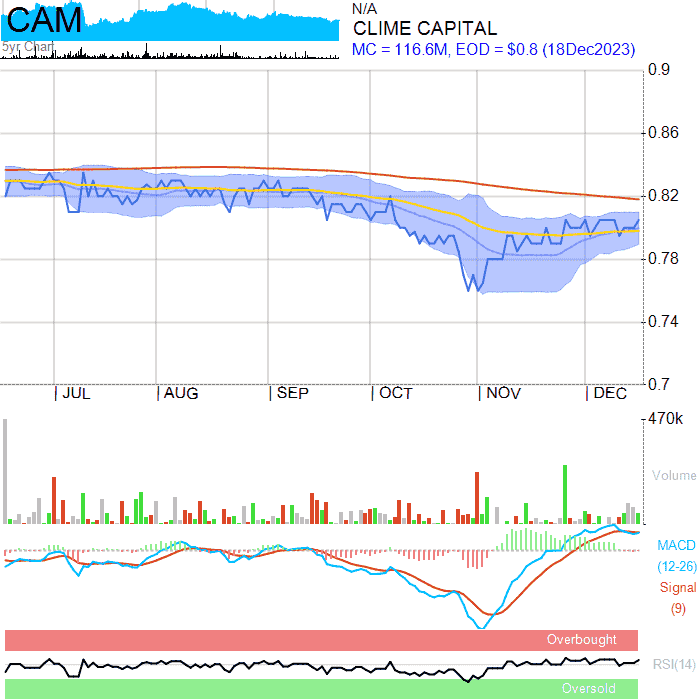 CAM
N/A
CLIME CAPITAL
5yr Chart
MC = 116.6M, EOD = $0.8 (18Dec2023)
0.9
0.86
0.82
0.78
0.74
0.7
JUL AUG SEP OCT NOV DEC
470k
Volume
MACD
(12-26)
Signal
(9)
Overbought
RSI(14)
Oversold